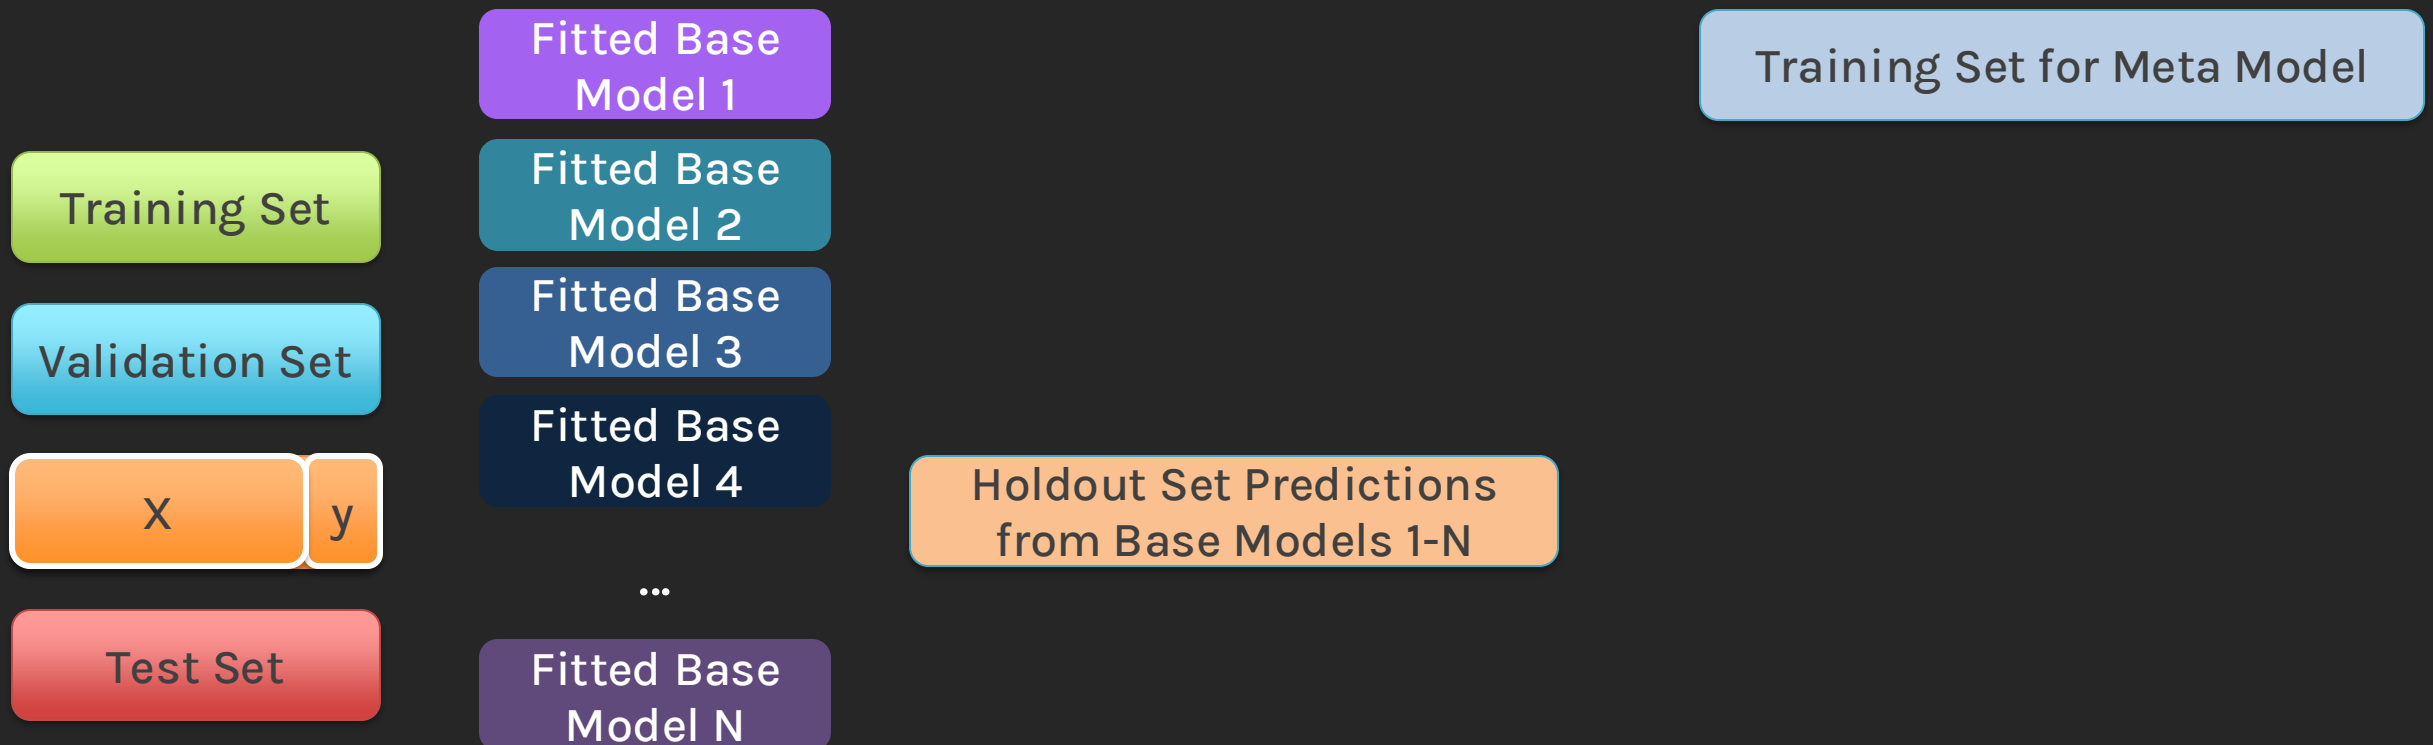 Training Set
Validation Set
X
y
Test Set
Fitted Base
Model 1
Fitted Base
Model 2
Fitted Base
Model 3
Fitted Base
Model 4
...
Fitted Base
Model N
Holdout Set Predictions
from Base Models 1-N
Training Set for Meta Model